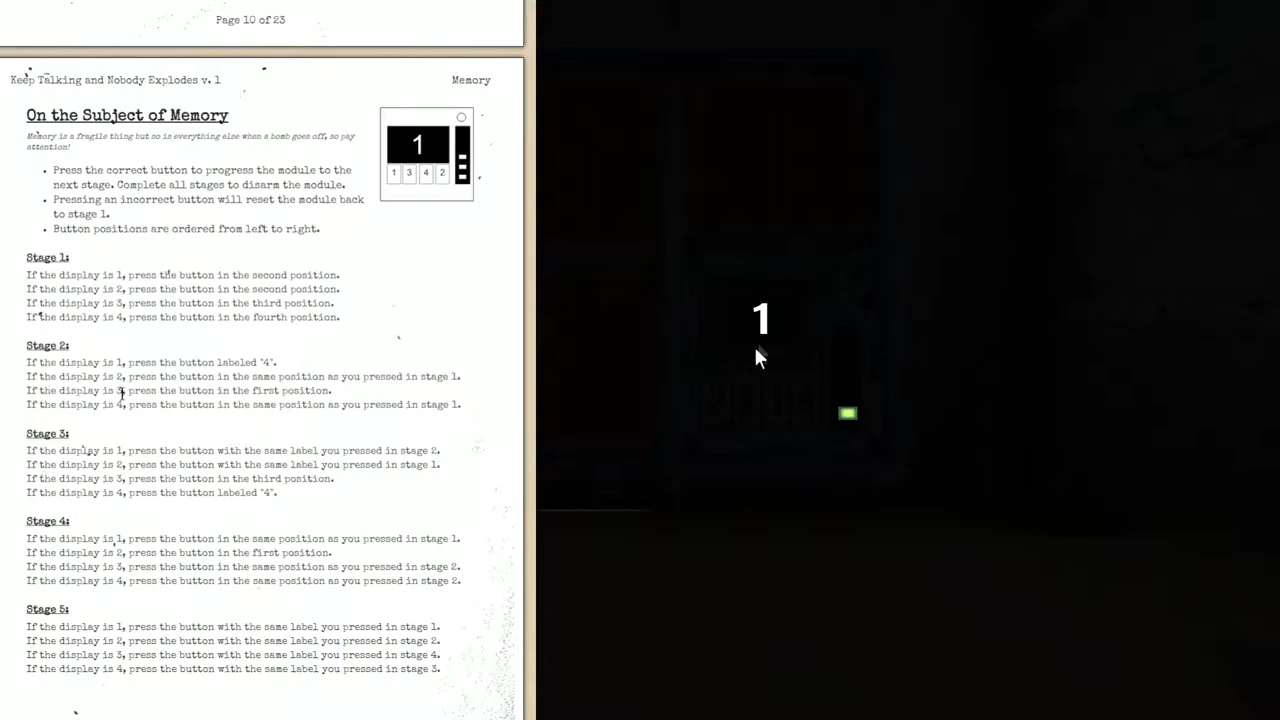 Page 10 of 23
Keep Talking and Nobody Explodes v. 1
Memory
On the Subject of Memory
Memory is a fragile thing but so is everything else when a bomb goes off, so pay
attention!
1
1 3 4 2
• Press the correct button to progress the module to the
next stage. Complete all stages to disarm the module.
• Pressing an incorrect button will reset the module back
to stage 1.
• Button positions are ordered from left to right.
Stage 1:
If the display is 1, press the button in the second position.
If the display is 2, press the button in the second position.
If the display is 3, press the button in the third position.
If the display is 4, press the button in the fourth position.
Stage 2:
If the display is 1, press the button labeled "4".
If the display is 2, press the button in the same position as you pressed in stage 1.
If the display is 3, press the button in the first position.
If the display is 4, press the button in the same position as you pressed in stage 1.
Stage 3:
If the display is 1, press the button with the same label you pressed in stage 2.
If the display is 2, press the button with the same label you pressed in stage 1.
If the display is 3, press the button in the third position.
If the display is 4, press the button labeled "4".
Stage 4:
If the display is 1, press the button in the same position as you pressed in stage 1.
If the display is 2, press the button in the first position.
If the display is 3, press the button in the same position as you pressed in stage 2.
If the display is 4, press the button in the same position as you pressed in stage 2.
Stage 5:
If the display is 1, press the button with the same label you pressed in stage 1.
If the display is 2, press the button with the same label you pressed in stage 2.
If the display is 3, press the button with the same label you pressed in stage 4.
If the display is 4, press the button with the same label you pressed in stage 3.
1